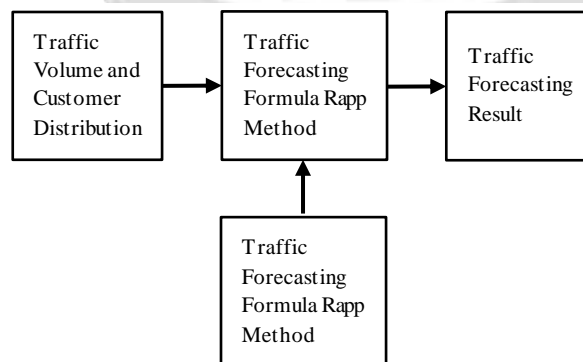 Traffic
Volume and
Customer
Distribution
Traffic
Forecasting
Formula Rapp
Method
Traffic
Forecasting
Result
Traffic
Forecasting
Formula Rapp
Method